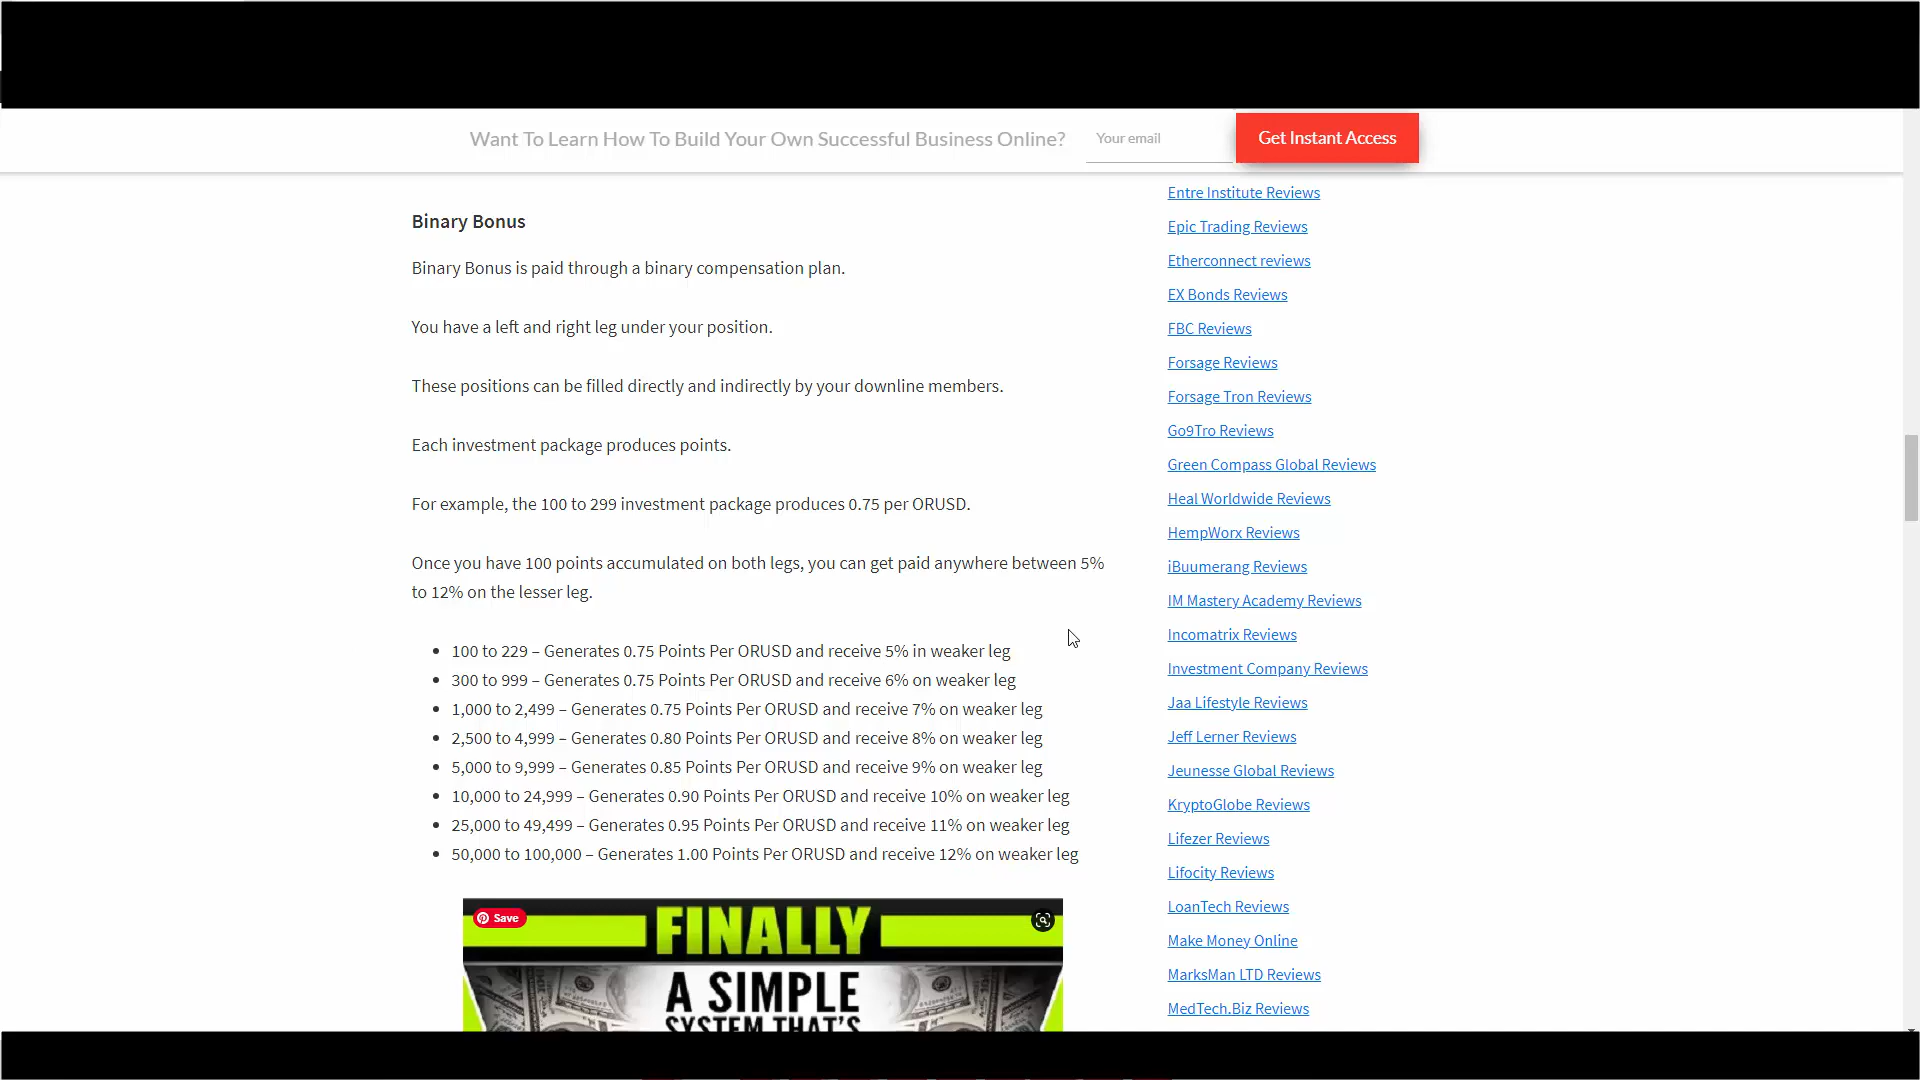 Want To Learn How To Build Your Own Successful Business Online?
Your email
Get Instant Access
Binary Bonus
Binary Bonus is paid through a binary compensation plan.
You have a left and right leg under your position.
These positions can be filled directly and indirectly by your downline members.
Each investment package produces points.
For example, the 100 to 299 investment package produces 0.75 per ORUSD.
Once you have 100 points accumulated on both legs, you can get paid anywhere between 5%
to 12% on the lesser leg.
100 to 229 – Generates 0.75 Points Per ORUSD and receive 5% in weaker leg
300 to 999 – Generates 0.75 Points Per ORUSD and receive 6% on weaker leg
1,000 to 2,499 – Generates 0.75 Points Per ORUSD and receive 7% on weaker leg
2,500 to 4,999 – Generates 0.80 Points Per ORUSD and receive 8% on weaker leg
5,000 to 9,999 – Generates 0.85 Points Per ORUSD and receive 9% on weaker leg
10,000 to 24,999 – Generates 0.90 Points Per ORUSD and receive 10% on weaker leg
25,000 to 49,499 – Generates 0.95 Points Per ORUSD and receive 11% on weaker leg
50,000 to 100,000 – Generates 1.00 Points Per ORUSD and receive 12% on weaker leg
Save
FINALLY
A SIMPLE
SYSTEM THAT'S
Entre Institute Reviews
Epic Trading Reviews
Etherconnect reviews
EX Bonds Reviews
FBC Reviews
Forsage Reviews
Forsage Tron Reviews
Go9Tro Reviews
Green Compass Global Reviews
Heal Worldwide Reviews
HempWorx Reviews
iBuumerang Reviews
IM Mastery Academy Reviews
Incomatrix Reviews
Investment Company Reviews
Jaa Lifestyle Reviews
Jeff Lerner Reviews
Jeunesse Global Reviews
KryptoGlobe Reviews
Lifezer Reviews
Lifocity Reviews
LoanTech Reviews
Make Money Online
MarksMan LTD Reviews
MedTech.Biz Reviews